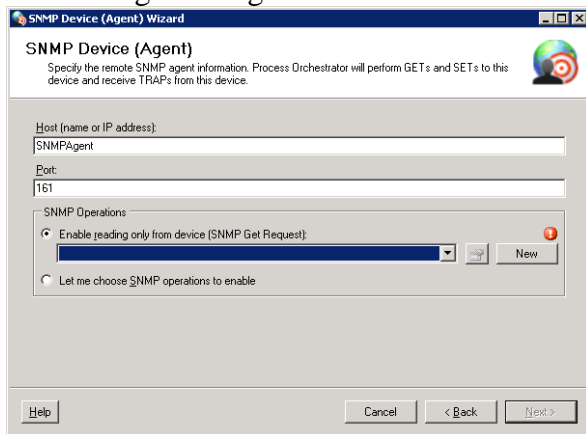 SNMP Device (Agent) Wizard
SNMP Device (Agent)
Specify the remote SNMP agent information. Process Orchestrator will perform GETs and SETs to this
device and receive TRAPs from this device.
Host (name or IP address):
SNMPAgent
Port:
161
SNMP Operations
Enable reading only from device (SNMP Get Request):
New
Let me choose SNMP operations to enable
Help
Cancel
< Back
Next >